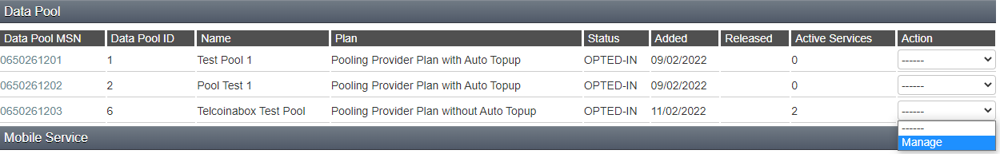 Data Pool
Data Pool MSN Data Pool ID Name Plan Status Added Released Active Services Action
0650261201 1 Test Pool 1 Pooling Provider Plan with Auto Topup OPTED-IN 09/02/2022 0 ------
0650261202 2 Pool Test 1 Pooling Provider Plan with Auto Topup OPTED-IN 09/02/2022 0 ------
0650261203 6 Telcoinabox Test Pool Pooling Provider Plan without Auto Topup OPTED-IN 11/02/2022 2 ------
------
Mobile Service Manage